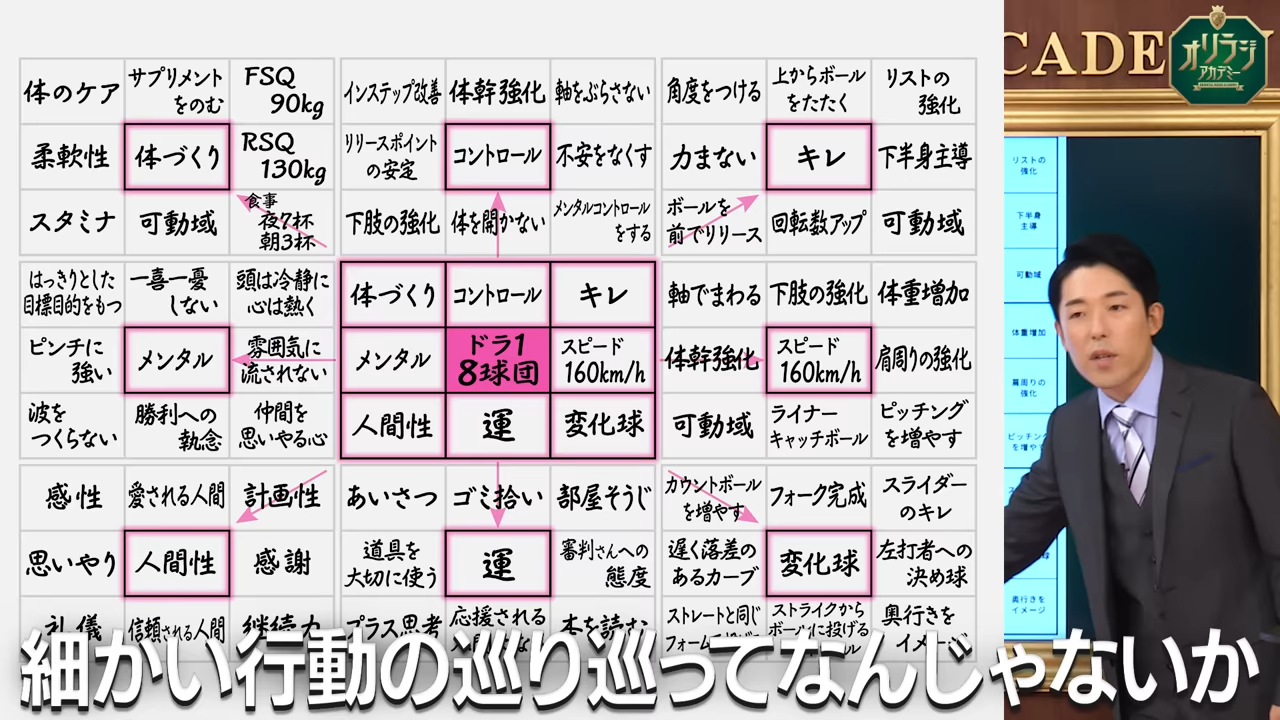 CADE
オリラジ
アカデミー
体のケア
サプリメント
をのむ
FSQ
90kg
インステップ改善
体幹強化
軸をぶらさない
角度をつける
上からボール
をたたく
リストの
強化
柔軟性
体づくり
RSQ
130kg
リリースポイント
の安定
コントロール
不安をなくす
力まない
キレ
下半身主導
スタミナ
可動域
食事
夜7杯
朝3杯
下肢の強化
体を開かない
メンタルコントロール
をする
ボールを
前でリリース
回転数アップ
可動域
はっきりとした
目標目的をもつ
一喜一憂
しない
頭は冷静に
心は熱く
体づくり
コントロール
キレ
軸でまわる
下肢の強化
体重増加
ピンチに
強い
メンタル
雰囲気に
流されない
メンタル
ドラ1
8球団
スピード
160km/h
体幹強化
スピード
160km/h
肩周りの強化
波を
つくらない
勝利への
執念
仲間を
思いやる心
人間性
運
変化球
可動域
ライナー
キャッチボール
ピッチング
を増やす
感性
愛される人間
計画性
あいさつ
ゴミ拾い
部屋そうじ
カウントボール
を増やす
フォーク完成
スライダー
のキレ
思いやり
人間性
感謝
道具を
大切に使う
運
審判さんへの
態度
遅く落差の
あるカーブ
変化球
左打者への
決め球
礼儀
信頼される人間
継続力
プラス思考
応援される
本を読む
ストレートと同じ
ストライクから
ボールに投げる
奥行きを
イメージ
リストの
強化
下半身
主導
可動域
体重増加
肩周りの
強化
ピッチング
を増やす
奥行きを
イメージ
細かい行動の巡り巡ってなんじゃないか